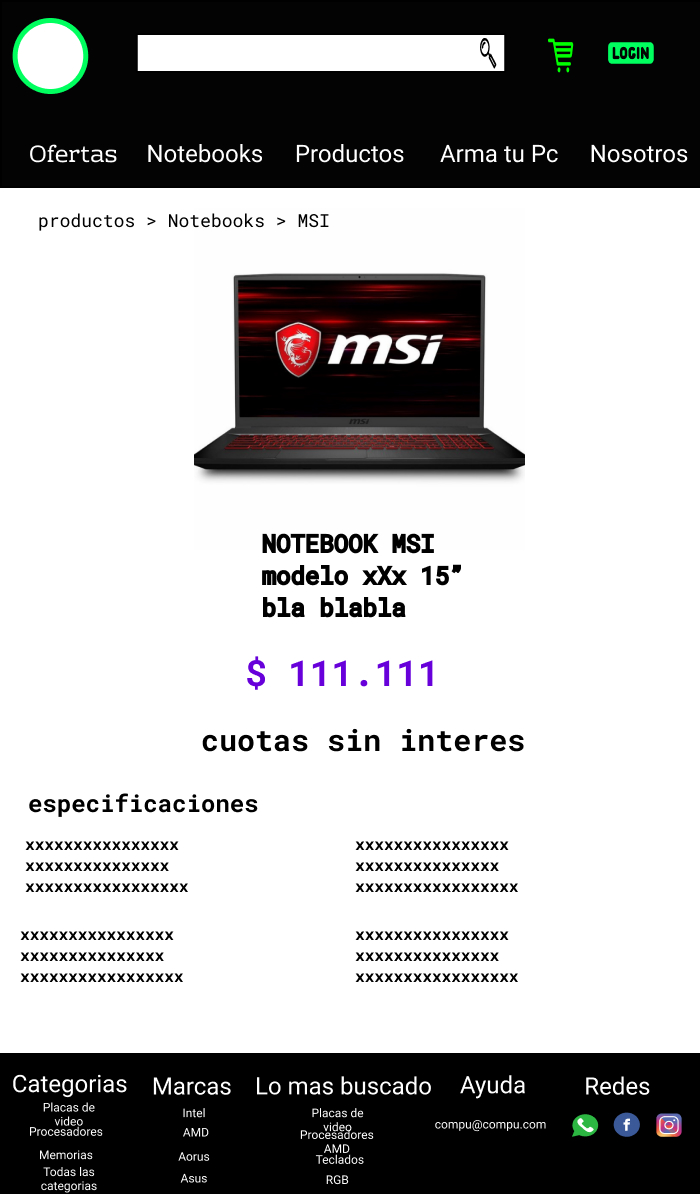 LOGIN
Ofertas Notebooks Productos Arma tu Pc Nosotros
productos > Notebooks > MSI
msi
msi
NOTEBOOK MSI
modelo xXx 15”
bla blabla
$ 111.111
cuotas sin interes
especificaciones
xxxxxxxxxxxxxxxx
xxxxxxxxxxxxxxx
xxxxxxxxxxxxxxxxx
xxxxxxxxxxxxxxxx
xxxxxxxxxxxxxxx
xxxxxxxxxxxxxxxxx
xxxxxxxxxxxxxxxx
xxxxxxxxxxxxxxx
xxxxxxxxxxxxxxxxx
xxxxxxxxxxxxxxxx
xxxxxxxxxxxxxxx
xxxxxxxxxxxxxxxxx
Categorias
Placas de
video
Procesadores
Memorias
Todas las
categorias
Marcas
Intel
AMD
Aorus
Asus
Lo mas buscado
Placas de
video
Procesadores
AMD
Teclados
RGB
Ayuda
compu@compu.com
Redes